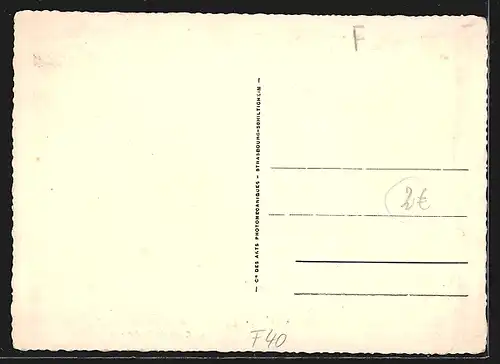 F
— Cie DES ARTS PHOTOMECANIQUES — STRASBOURG-SCHILTIGHEIM —
2€
F40